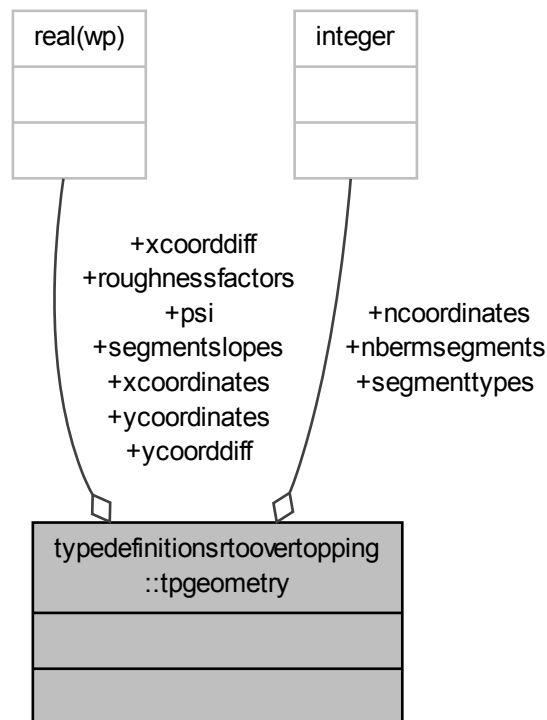 real(wp)
integer
+xcoorddiff
+roughnessfactors
+psi
+segmentslopes
+xcoordinates
+ycoordinates
+ycoorddiff
+ncoordinates
+nbermsegments
+segmenttypes
typedefinitionsrtoovertopping
::tpgeometry